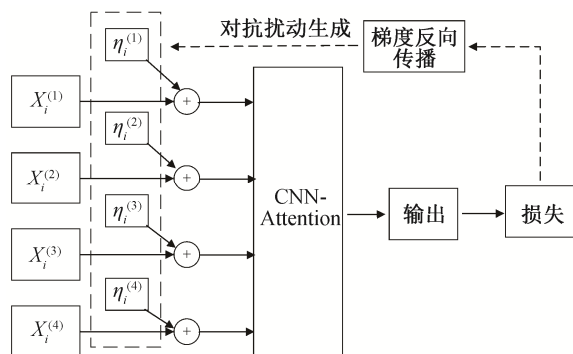 η_i^(1)
对抗扰动生成
梯度反向
传播
X_i^(1)
+
η_i^(2)
X_i^(2)
+
CNN-
Attention
输出
损失
η_i^(3)
X_i^(3)
+
η_i^(4)
X_i^(4)
+